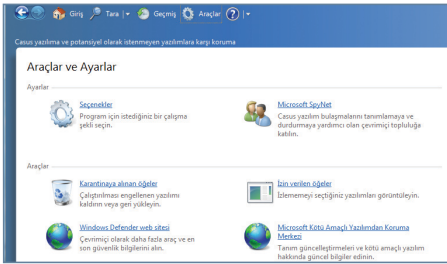 Giriş Tara Geçmiş Araçlar
Casus yazılıma ve potansiyel olarak istenmeyen yazılımlara karşı koruma
Araçlar ve Ayarlar
Ayarlar
Seçenekler
Program için istediğiniz bir çalışma
şekli seçin.
Microsoft SpyNet
Casus yazılım bulaşmalarını tanımlamaya ve
durdurmaya yardımcı olan çevrimiçi topluluğa
katılın.
Araçlar
Karantinaya alınan öğeler
Çalıştırılması engellenen yazılımı
kaldırın veya geri yükleyin.
İzin verilen öğeler
İzlememeyi seçtiğiniz yazılımları görüntüleyin.
Windows Defender web sitesi
Çevrimiçi olarak daha fazla araç ve en
son güvenlik bilgilerini alın.
Microsoft Kötü Amaçlı Yazılımdan Koruma
Merkezi
Tanım güncelleştirmeleri ve kötü amaçlı yazılım
hakkında güncel bilgiler edinin.